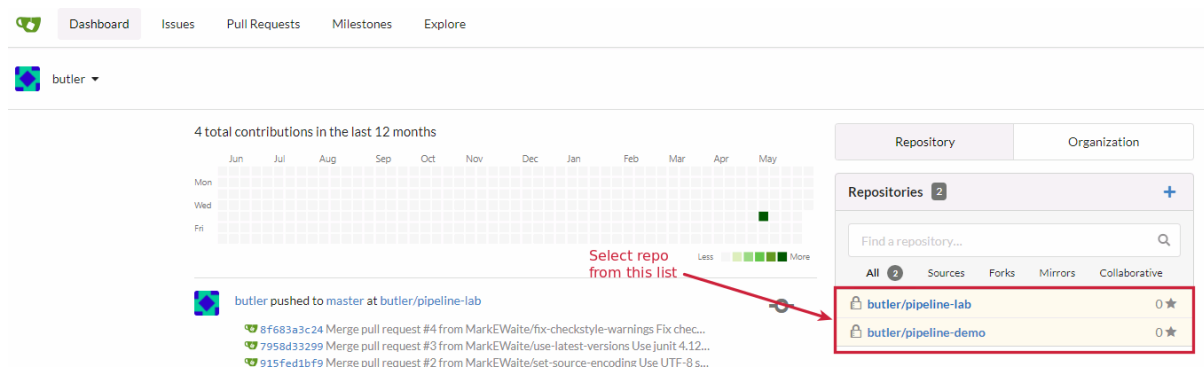 Dashboard Issues Pull Requests Milestones Explore
butler
4 total contributions in the last 12 months
Jun Jul Aug Sep Oct Nov Dec Jan Feb Mar Apr May
Mon
Wed
Fri
Less More
Select repo
from this list
butler pushed to master at butler/pipeline-lab
8f683a3c24 Merge pull request #4 from MarkEWaite/fix-checkstyle-warnings Fix chec...
7958d33299 Merge pull request #3 from MarkEWaite/use-latest-versions Use junit 4.12...
915fed1bf9 Merge pull request #2 from MarkEWaite/set-source-encoding Use UTF-8 s...
Repository Organization
Repositories 2 +
Find a repository...
All 2 Sources Forks Mirrors Collaborative
butler/pipeline-lab 0
butler/pipeline-demo 0